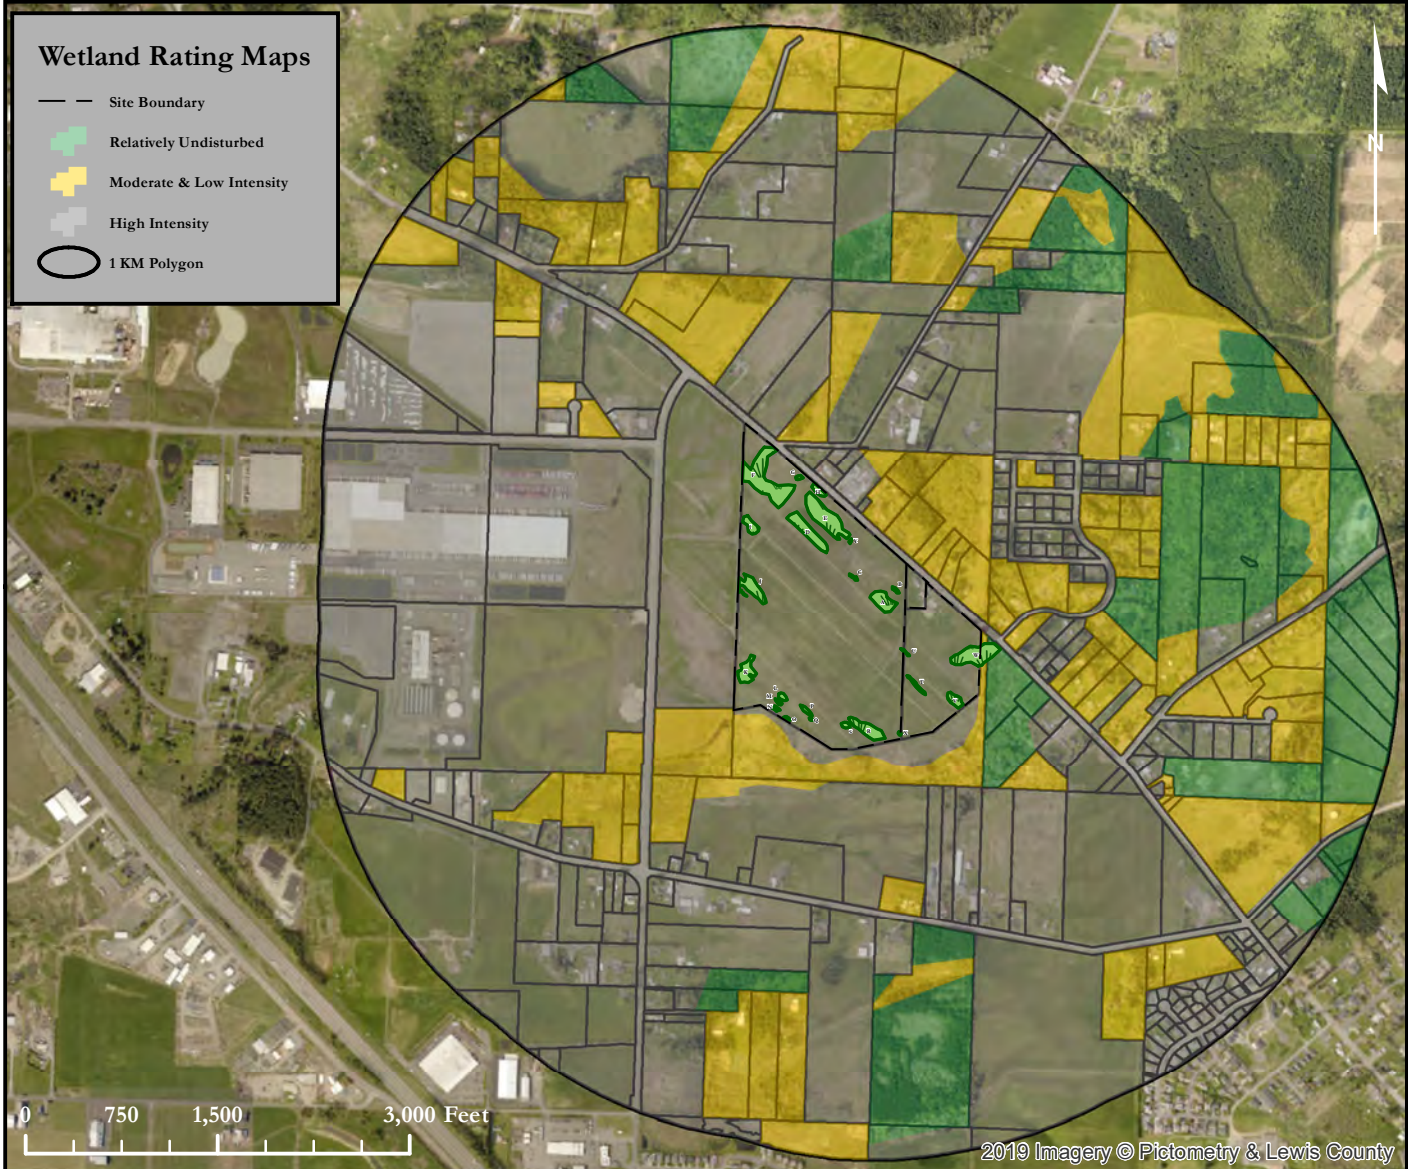 Wetland Rating Maps
Site Boundary
Relatively Undisturbed
Moderate & Low Intensity
High Intensity
1 KM Polygon
N
0 750 1,500 3,000 Feet
2019 Imagery © Pictometry & Lewis County